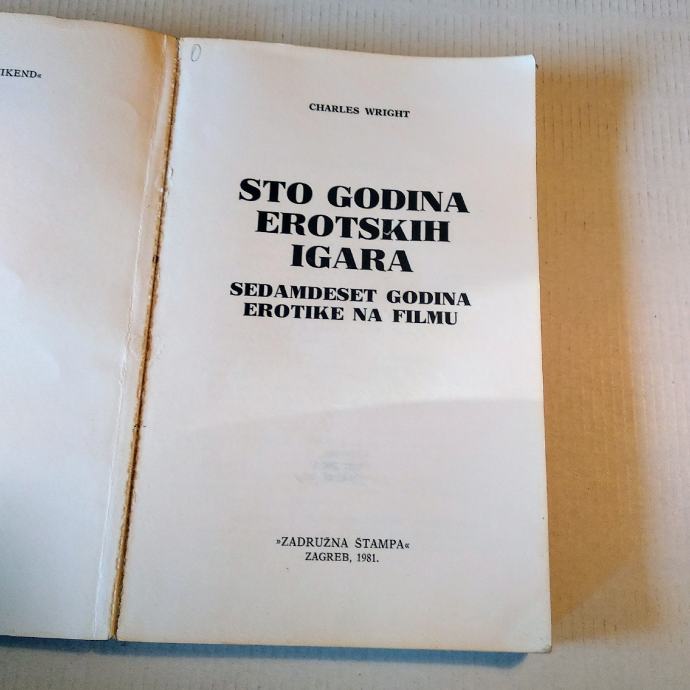 IKEND«
CHARLES WRIGHT
STO GODINA
EROTSKIH
IGARA
SEDAMDESET GODINA
EROTIKE NA FILMU
»ZADRUŽNA ŠTAMPA«
ZAGREB, 1981.